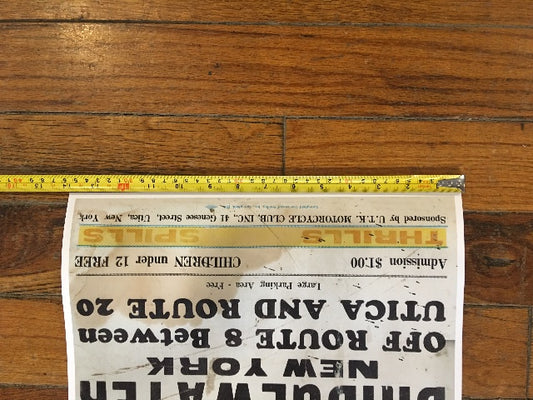 BRIDGEWATER
NEW YORK
OFF ROUTE 8 Between
UTICA AND ROUTE 20
Large Parking Area - Free
Admission $1.00 CHILDREN under 12 FREE
THRILLS SPILLS
Sponsored by U.T.K. MOTORCYCLE CLUB, INC., 41 Genesee Street, Utica, New York